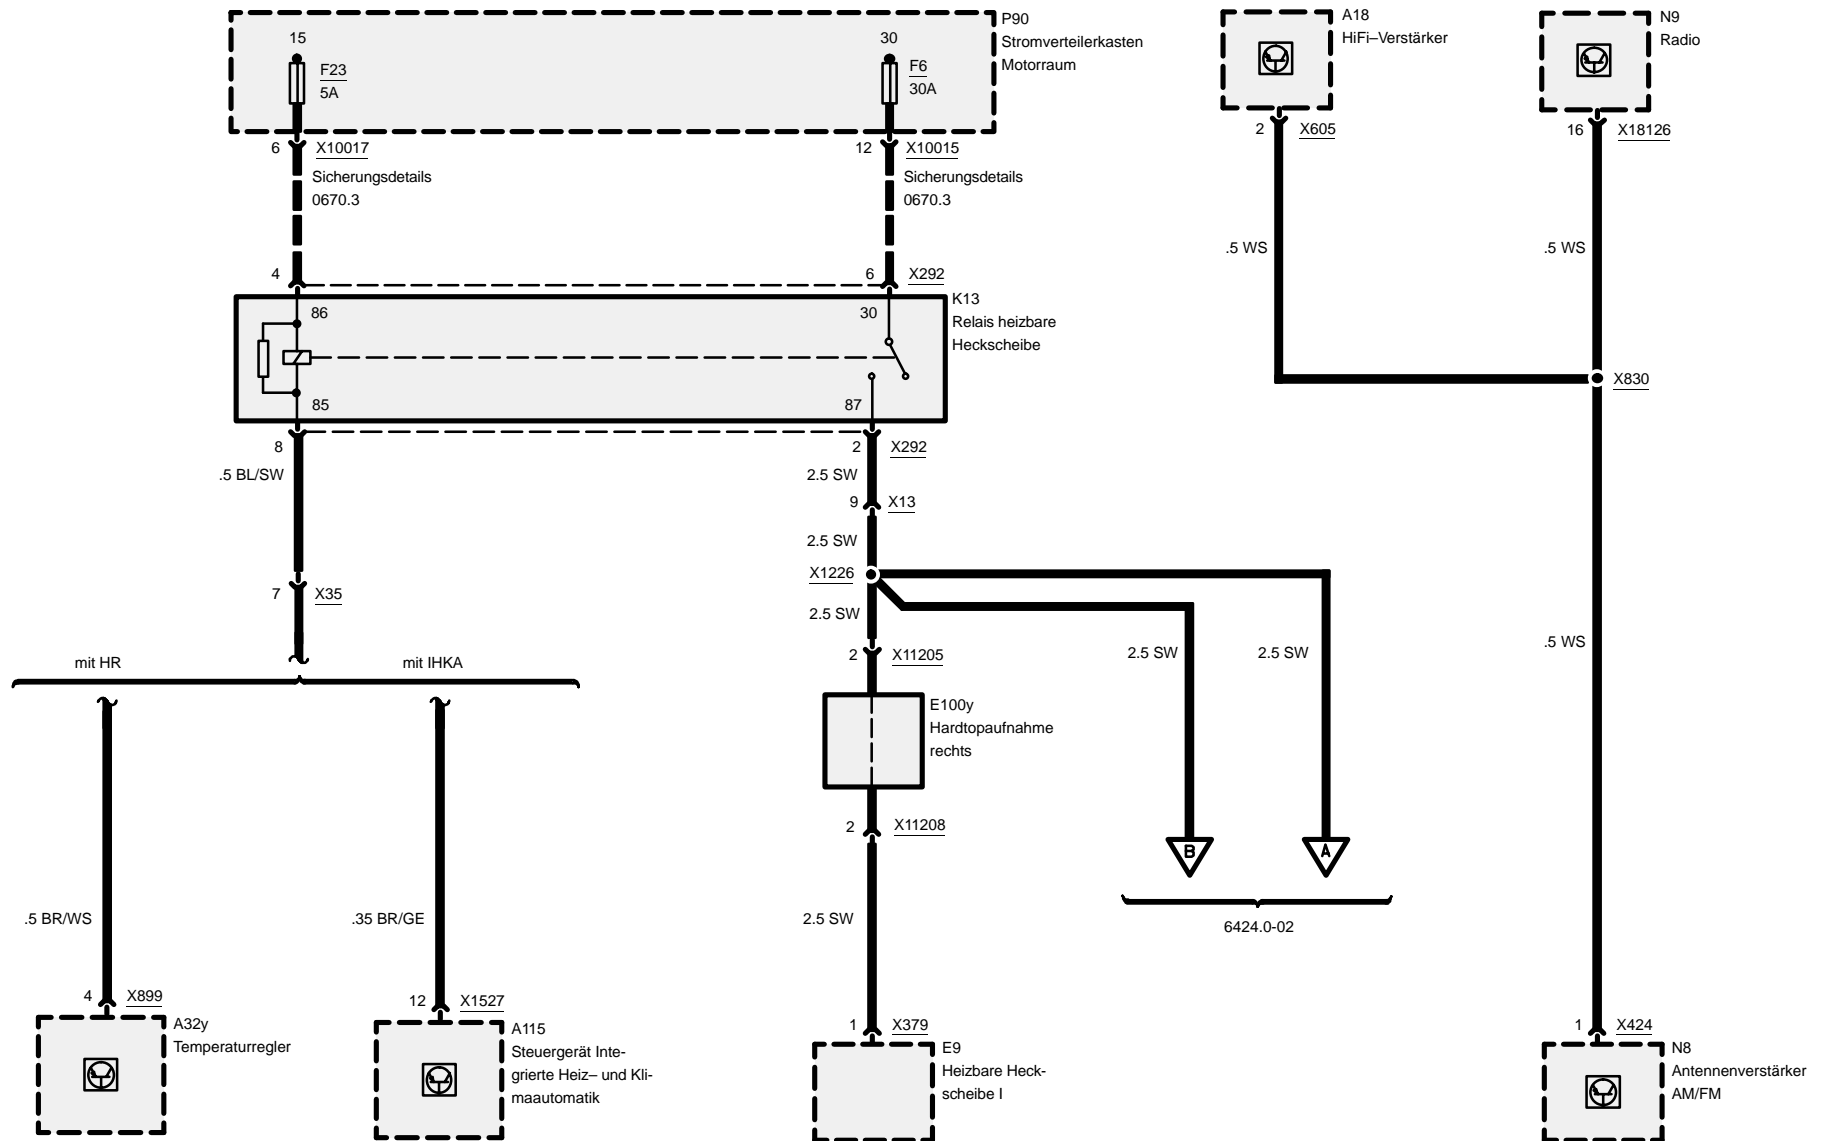 P90
Stromverteilerkasten
Motorraum
15
F23
5A
30
F6
30A
A18
HiFi–Verstärker
N9
Radio
6 X10017
Sicherungsdetails
0670.3
12 X10015
Sicherungsdetails
0670.3
2 X605
16 X18126
.5 WS
.5 WS
4
6 X292
K13
Relais heizbare
Heckscheibe
86
30
85
87
X830
8
2 X292
.5 BL/SW
2.5 SW
9 X13
2.5 SW
X1226
7 X35
2.5 SW
2 X11205
2.5 SW
2.5 SW
.5 WS
mit HR
mit IHKA
E100y
Hardtopaufnahme
rechts
2 X11208
B
A
6424.0-02
.5 BR/WS
.35 BR/GE
2.5 SW
4 X899
12 X1527
1 X379
1 X424
A32y
Temperaturregler
A115
Steuergerät Inte-
grierte Heiz– und Kli-
maautomatik
E9
Heizbare Heck-
scheibe I
N8
Antennenverstärker
AM/FM